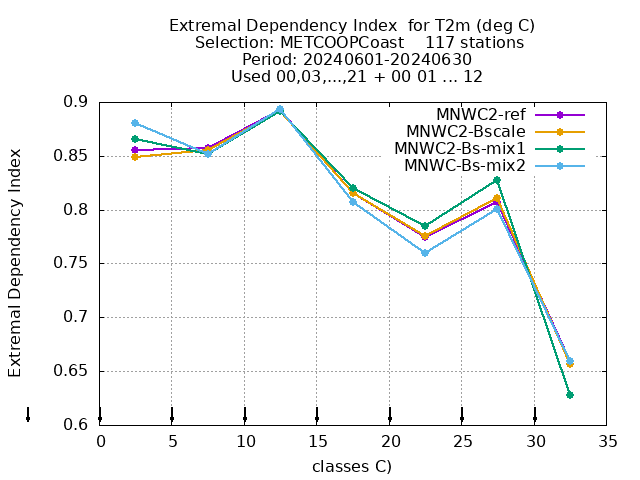 Extremal Dependency Index  for T2m (deg C)
Selection: METCOOPCoast    117 stations
Period: 20240601-20240630
Used 00,03,...,21 + 00 01 ... 12
MNWC2-ref
MNWC2-Bscale
MNWC2-Bs-mix1
MNWC-Bs-mix2
Extremal Dependency Index
0.9
0.85
0.8
0.75
0.7
0.65
0.6
0 5 10 15 20 25 30 35
classes C)